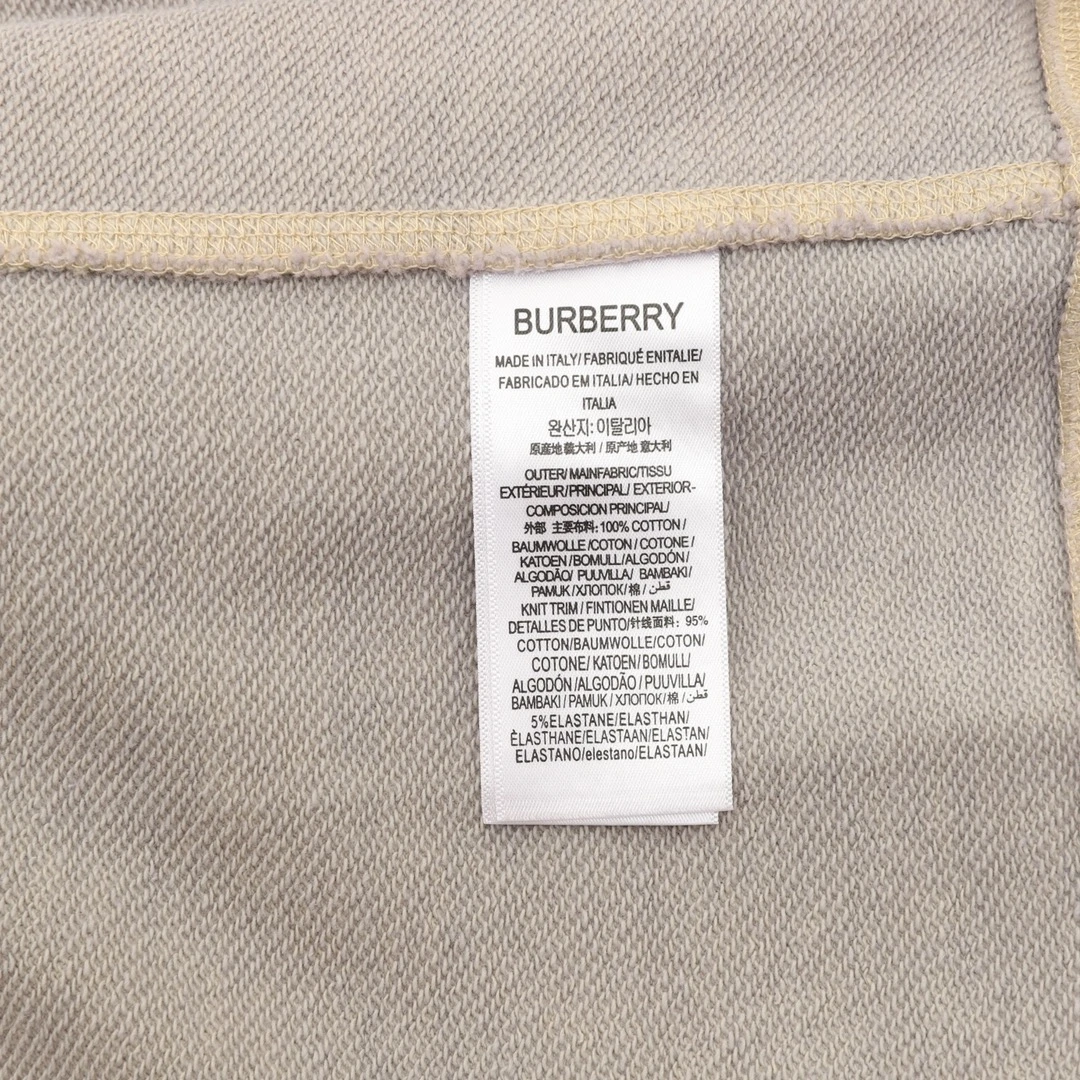 BURBERRY
MADE IN ITALY/ FABRIQUÉ ENITALIE/
FABRICADO EM ITALIA/ HECHO EN
ITALIA
완산지: 이탈리아
原産地 義大利 / 原产地 意大利
OUTER/ MAINFABRIC/TISSU
EXTÉRIEUR/PRINCIPAL/ EXTERIOR-
COMPOSICION PRINCIPAL/
外部 主要布料: 100% COTTON /
BAUMWOLLE /COTON / COTONE /
KATOEN /BOMULL/ALGODÓN /
ALGODÃO/ PUUVILLA/ BAMBAKI /
PAMUK /ХЛОПОК/棉 / قطن
KNIT TRIM / FINTIONEN MAILLE/
DETALLES DE PUNTO/针线面料: 95%
COTTON/BAUMWOLLE/COTON/
COTONE/ KATOEN/ BOMULL/
ALGODÓN /ALGODÃO / PUUVILLA/
BAMBAKI / PAMUK / ХЛОПОК/棉 / قطن
5%ELASTANE/ELASTHAN/
ÈLASTHANE/ELASTAAN/ELASTAN/
ELASTANO/elestano/ELASTAAN/